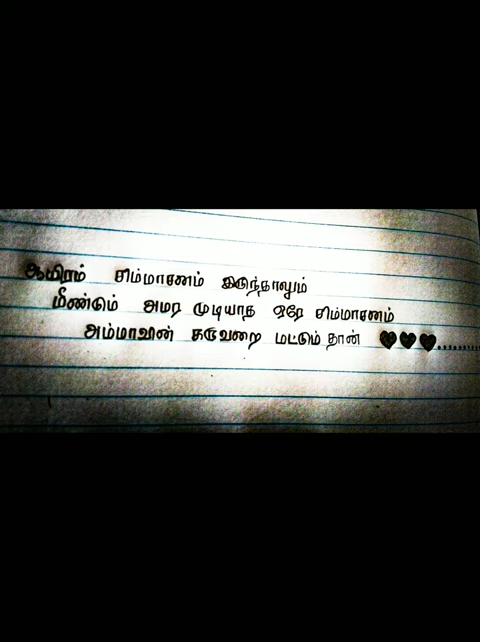 ஆயிரம் சிம்மாசனம் இருந்தாலும்
மீண்டும் அமர முடியாத ஒரே சிம்மாசனம்
அம்மாவின் கருவறை மட்டும் தான் ♥♥♥.........